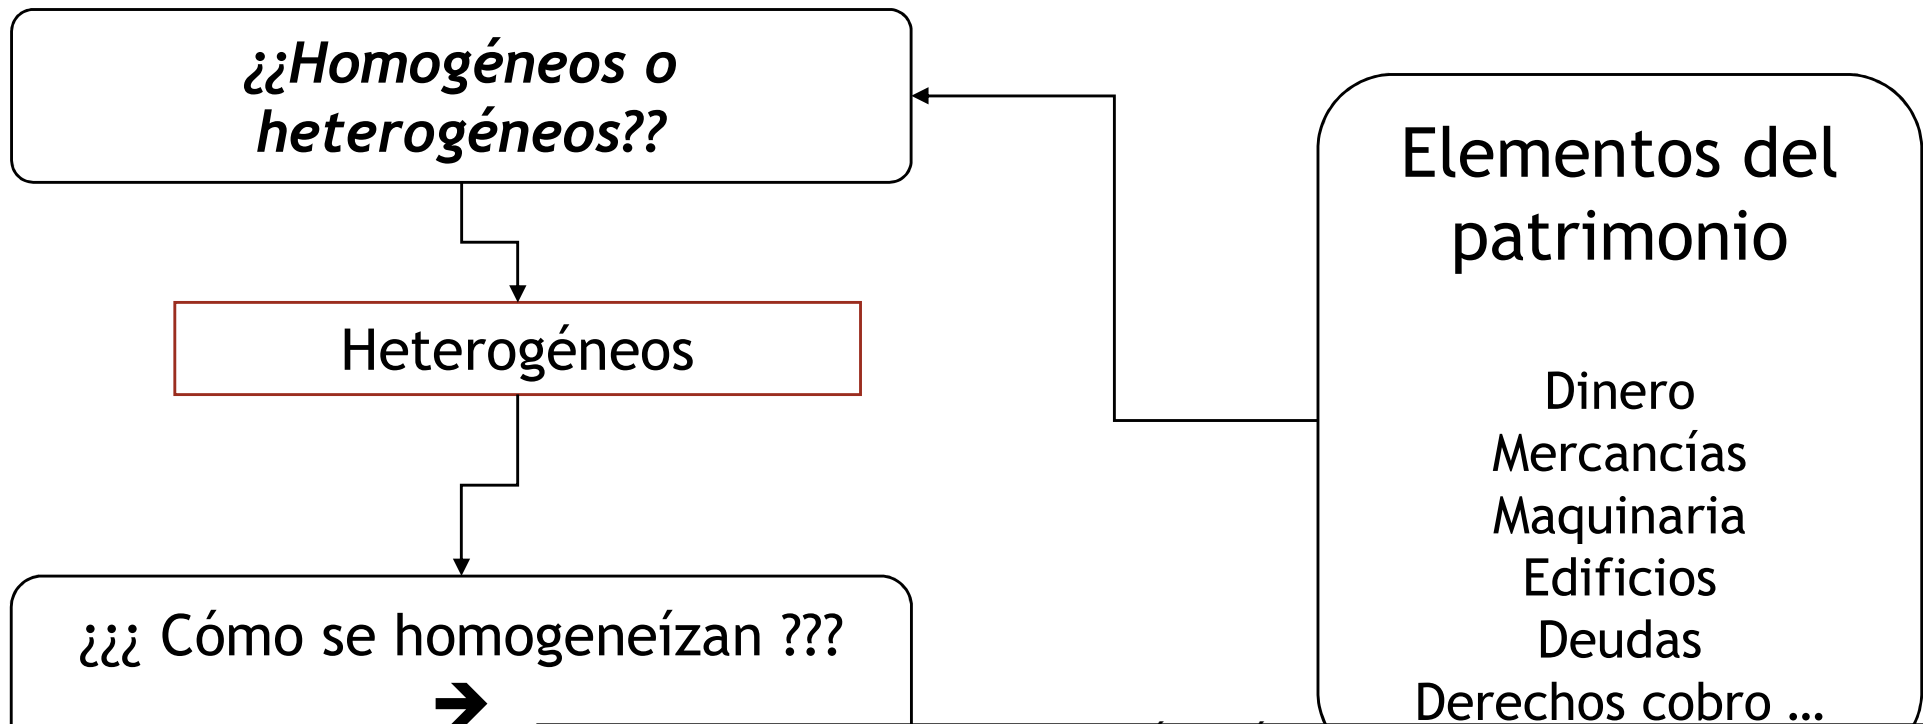 ¿¿Homogéneos o
heterogéneos??
Heterogéneos
¿¿¿ Cómo se homogeneízan ???
➔
Elementos del
patrimonio
Dinero
Mercancías
Maquinaria
Edificios
Deudas
Derechos cobro …